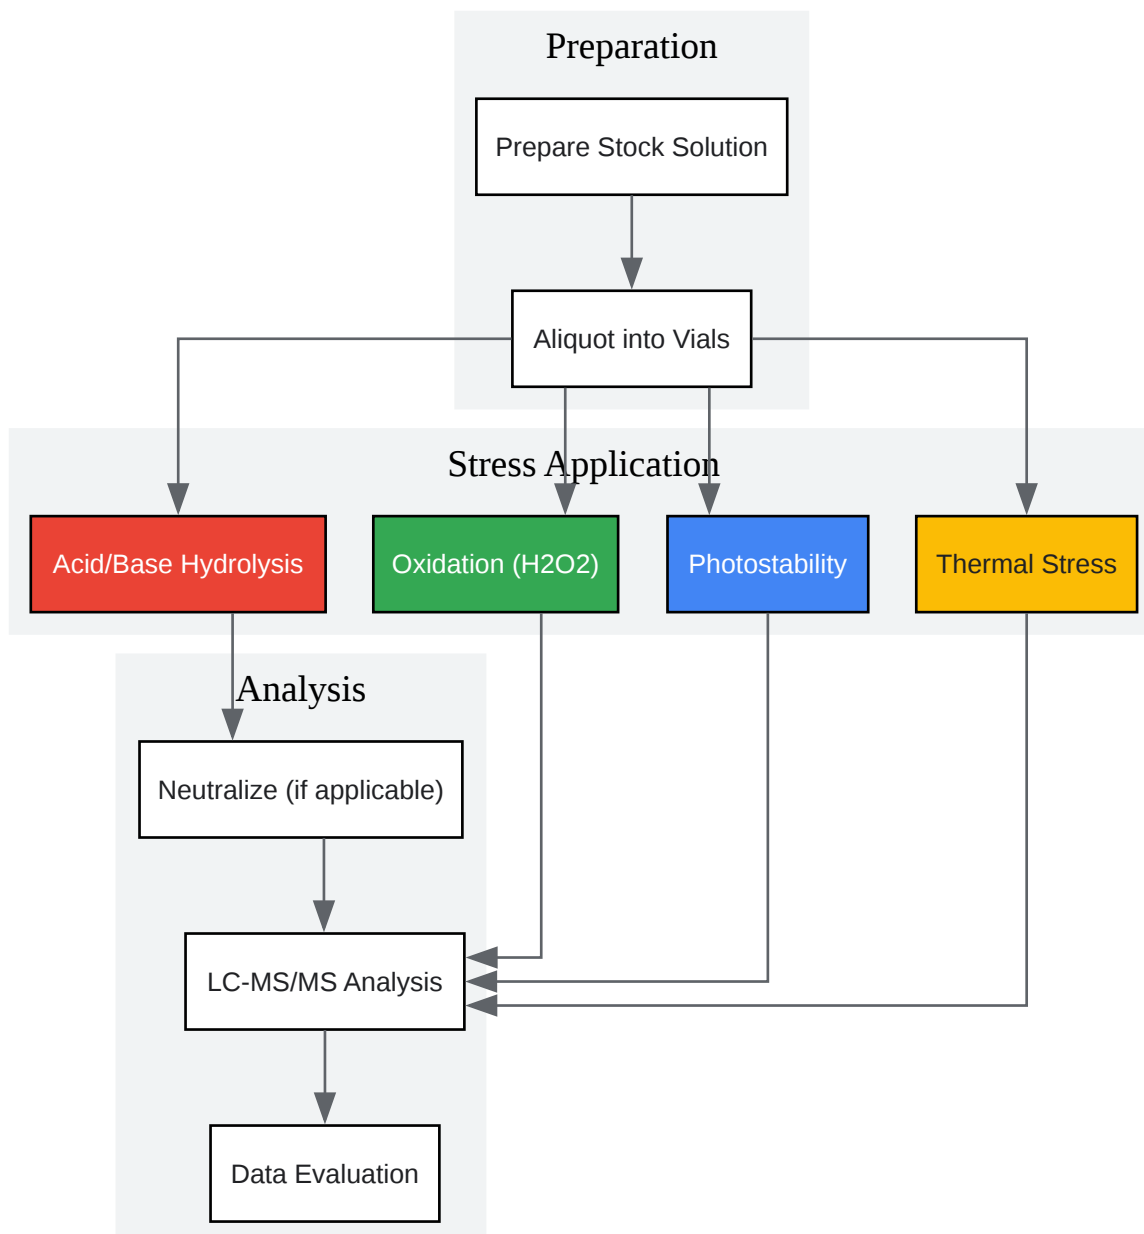 Preparation
Prepare Stock Solution
Aliquot into Vials
Stress Application
Acid/Base Hydrolysis
Oxidation (H2O2)
Photostability
Thermal Stress
Analysis
Neutralize (if applicable)
LC-MS/MS Analysis
Data Evaluation